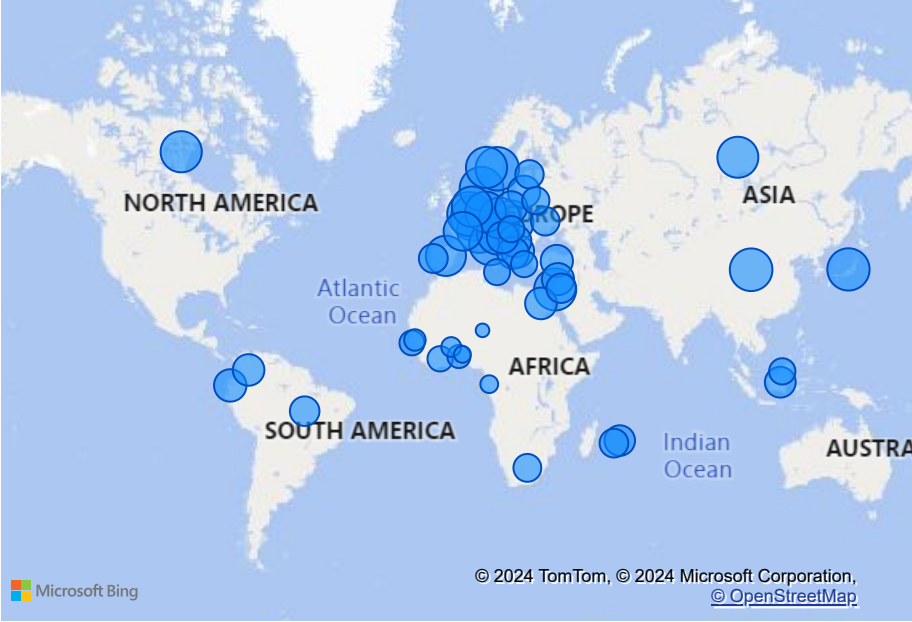 NORTH AMERICA
ASIA
EUROPE
Atlantic
Ocean
AFRICA
SOUTH AMERICA
Indian
Ocean
AUSTRA
© 2024 TomTom, © 2024 Microsoft Corporation,
Microsoft Bing
© OpenStreetMap